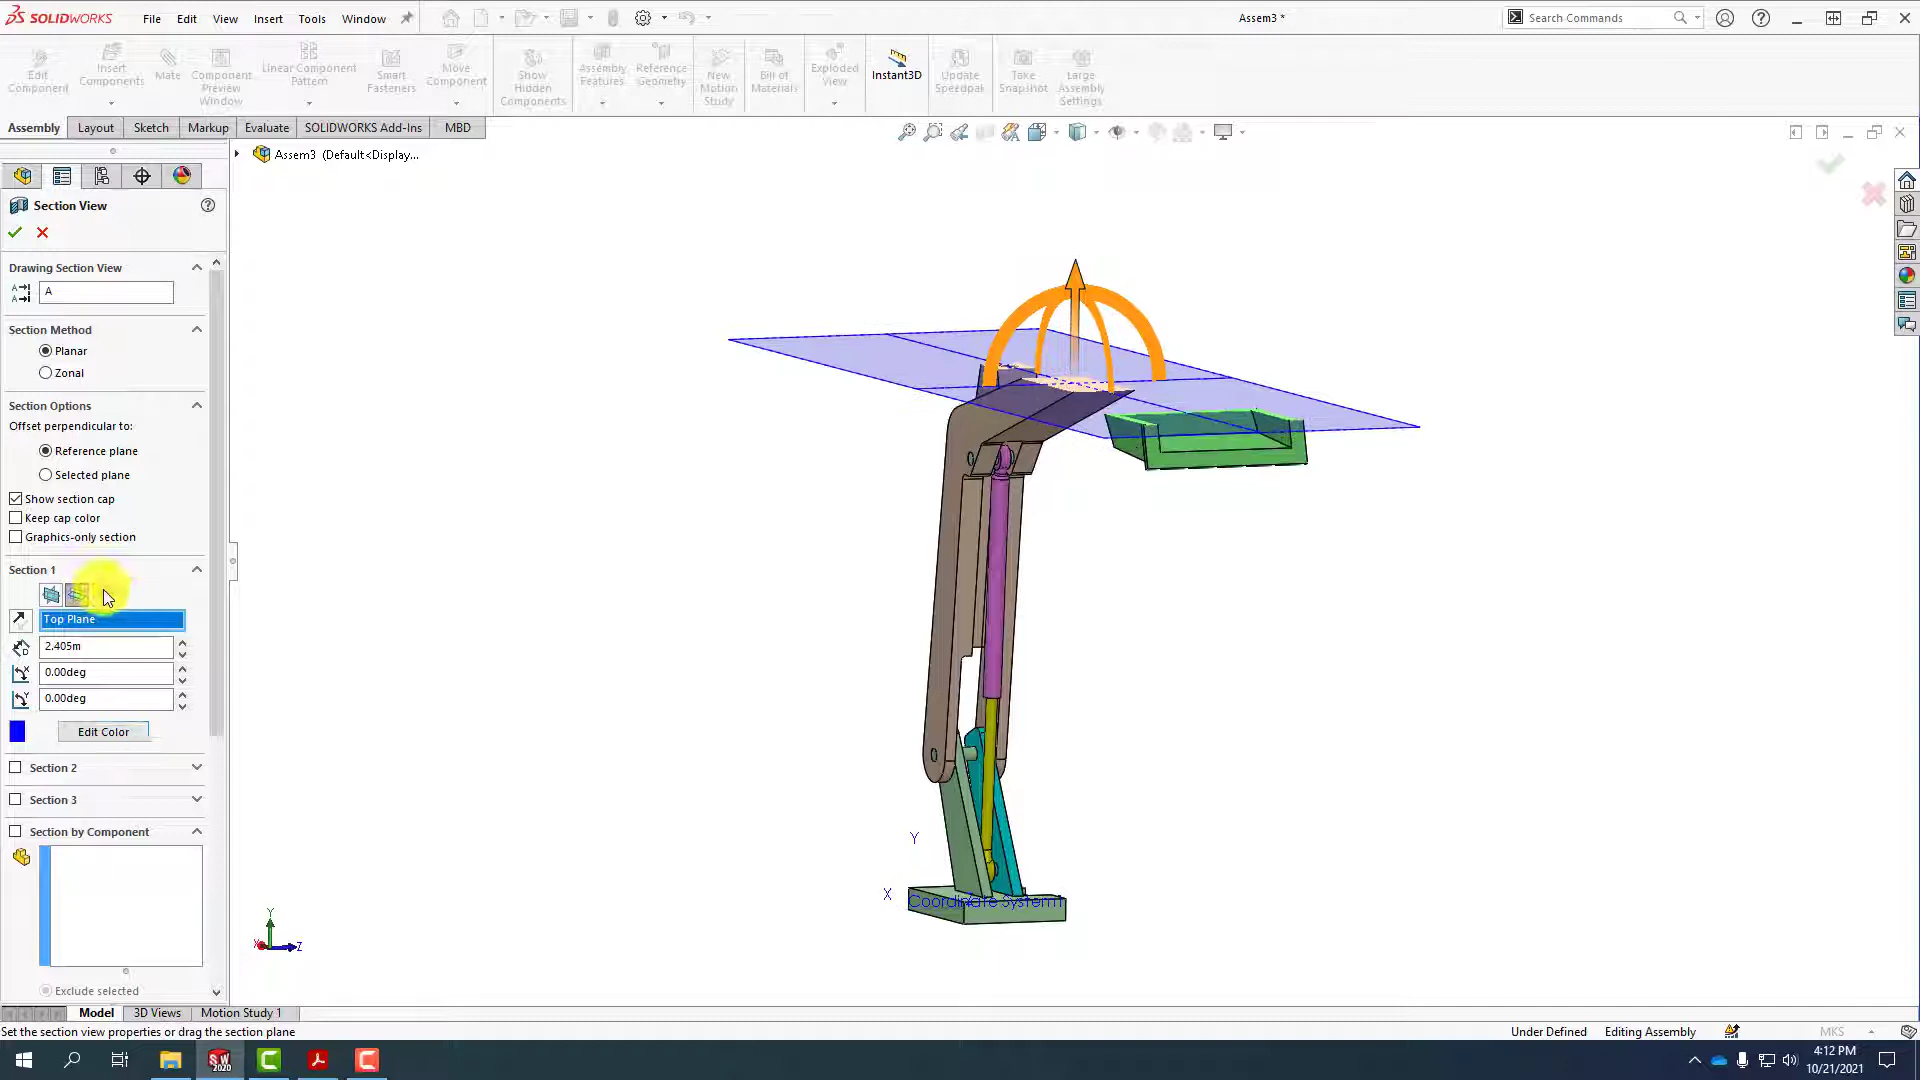 SOLIDWORKS File Edit View Insert Tools Window Assem3 * Search Commands
Edit Component
Insert Components
Mate
Component Preview Window
Linear Component Pattern
Smart Fasteners
Move Component
Show Hidden Components
Assembly Features
Reference Geometry
New Motion Study
Bill of Materials
Exploded View
Instant3D
Update Speedpak
Take Snapshot
Large Assembly Settings
Assembly Layout Sketch Markup Evaluate SOLIDWORKS Add-Ins MBD
Assem3 (Default<Display...
Section View
Drawing Section View
A
Section Method
Planar
Zonal
Section Options
Offset perpendicular to:
Reference plane
Selected plane
Show section cap
Keep cap color
Graphics-only section
Section 1
Top Plane
2.405m
0.00deg
0.00deg
Edit Color
Section 2
Section 3
Section by Component
Exclude selected
Y
X
Coordinate System1
Y
X
Z
Model 3D Views Motion Study 1
Set the section view properties or drag the section plane Under Defined Editing Assembly MKS
SW
2020
4:12 PM
10/21/2021